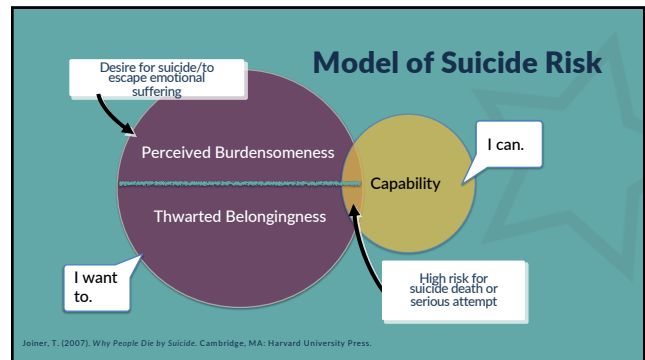 Model of Suicide Risk
Desire for suicide/to
escape emotional
suffering
Perceived Burdensomeness
Thwarted Belongingness
Capability
I can.
I want
to.
High risk for
suicide death or
serious attempt
Joiner, T. (2007). Why People Die by Suicide. Cambridge, MA: Harvard University Press.